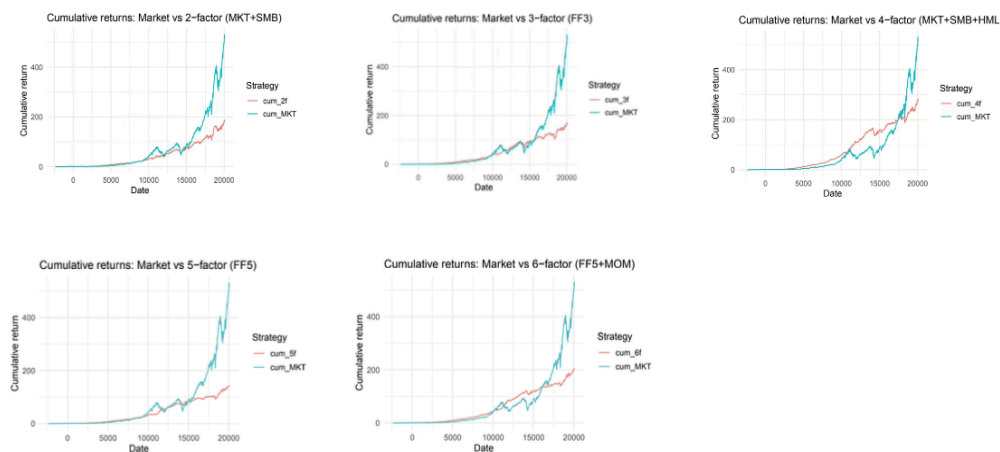 Cumulative returns: Market vs 2-factor (MKT+SMB)
Cumulative return
400
200
0
0 5000 10000 15000 20000
Date
Strategy
cum_2f
cum_MKT
Cumulative returns: Market vs 3-factor (FF3)
Cumulative return
400
200
0
0 5000 10000 15000 20000
Date
Strategy
cum_3f
cum_MKT
Cumulative returns: Market vs 4-factor (MKT+SMB+HML
Cumulative return
400
200
0
0 5000 10000 15000 20000
Date
Strategy
cum_4f
cum_MKT
Cumulative returns: Market vs 5-factor (FF5)
Cumulative return
400
200
0
0 5000 10000 15000 20000
Date
Strategy
cum_5f
cum_MKT
Cumulative returns: Market vs 6-factor (FF5+MOM)
Cumulative return
400
200
0
0 5000 10000 15000 20000
Date
Strategy
cum_6f
cum_MKT